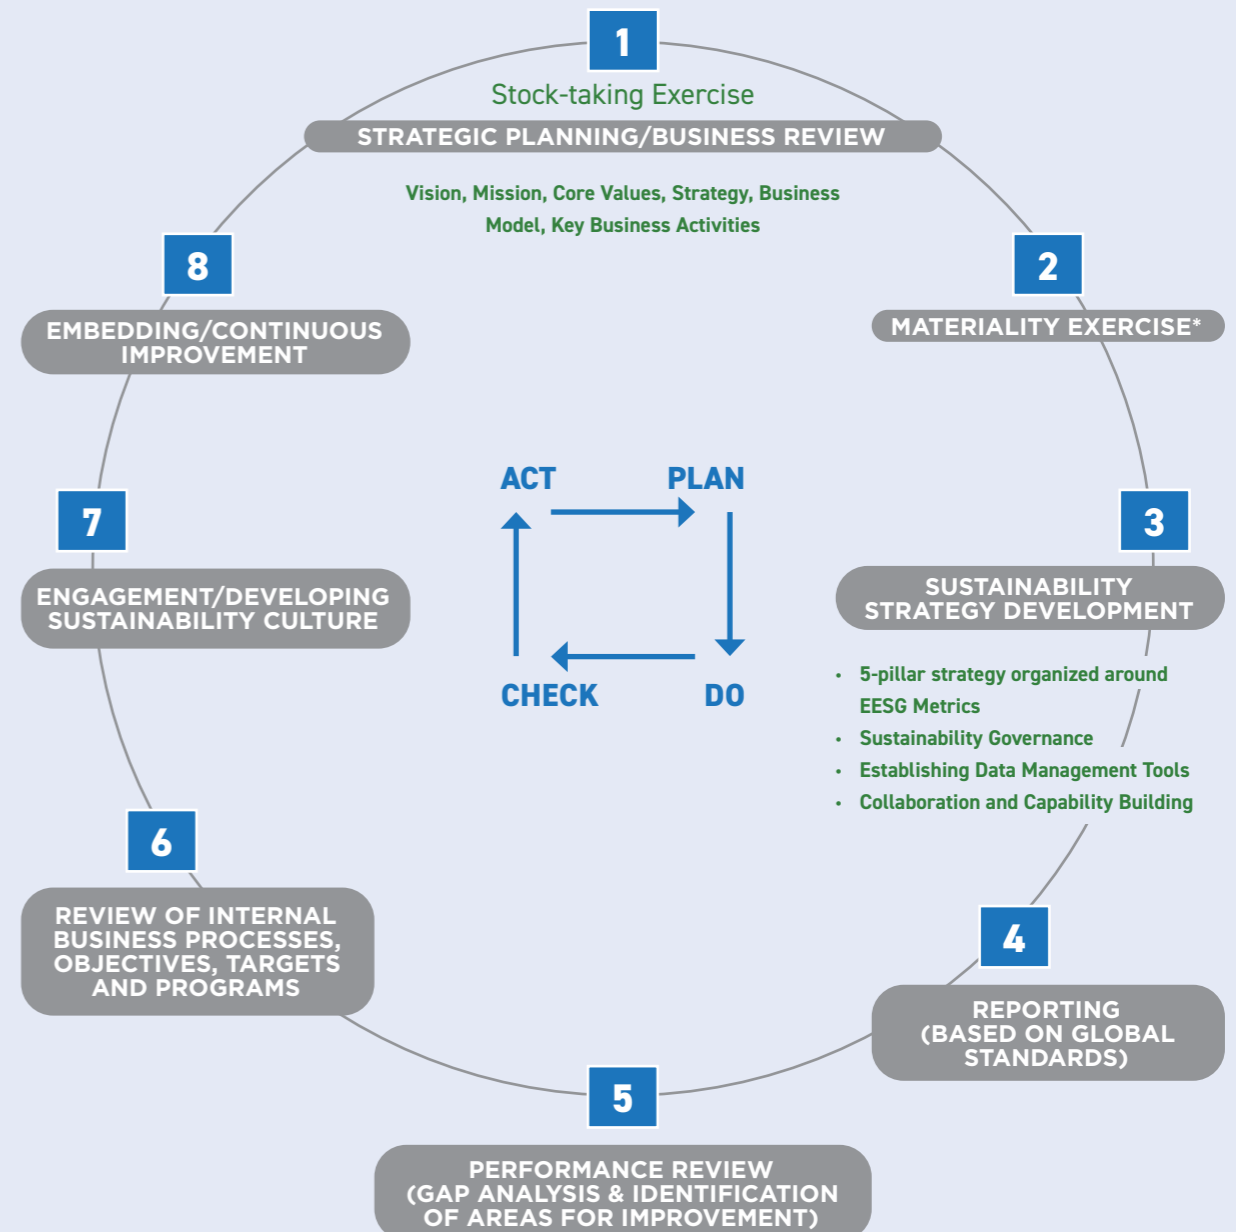 1
Stock-taking Exercise
STRATEGIC PLANNING/BUSINESS REVIEW
Vision, Mission, Core Values, Strategy, Business
Model, Key Business Activities
2
MATERIALITY EXERCISE*
3
SUSTAINABILITY
STRATEGY DEVELOPMENT
• 5-pillar strategy organized around
EESG Metrics
• Sustainability Governance
• Establishing Data Management Tools
• Collaboration and Capability Building
4
REPORTING
(BASED ON GLOBAL
STANDARDS)
5
PERFORMANCE REVIEW
(GAP ANALYSIS & IDENTIFICATION
OF AREAS FOR IMPROVEMENT)
6
REVIEW OF INTERNAL
BUSINESS PROCESSES,
OBJECTIVES, TARGETS
AND PROGRAMS
7
ENGAGEMENT/DEVELOPING
SUSTAINABILITY CULTURE
8
EMBEDDING/CONTINUOUS
IMPROVEMENT
ACT PLAN
CHECK DO